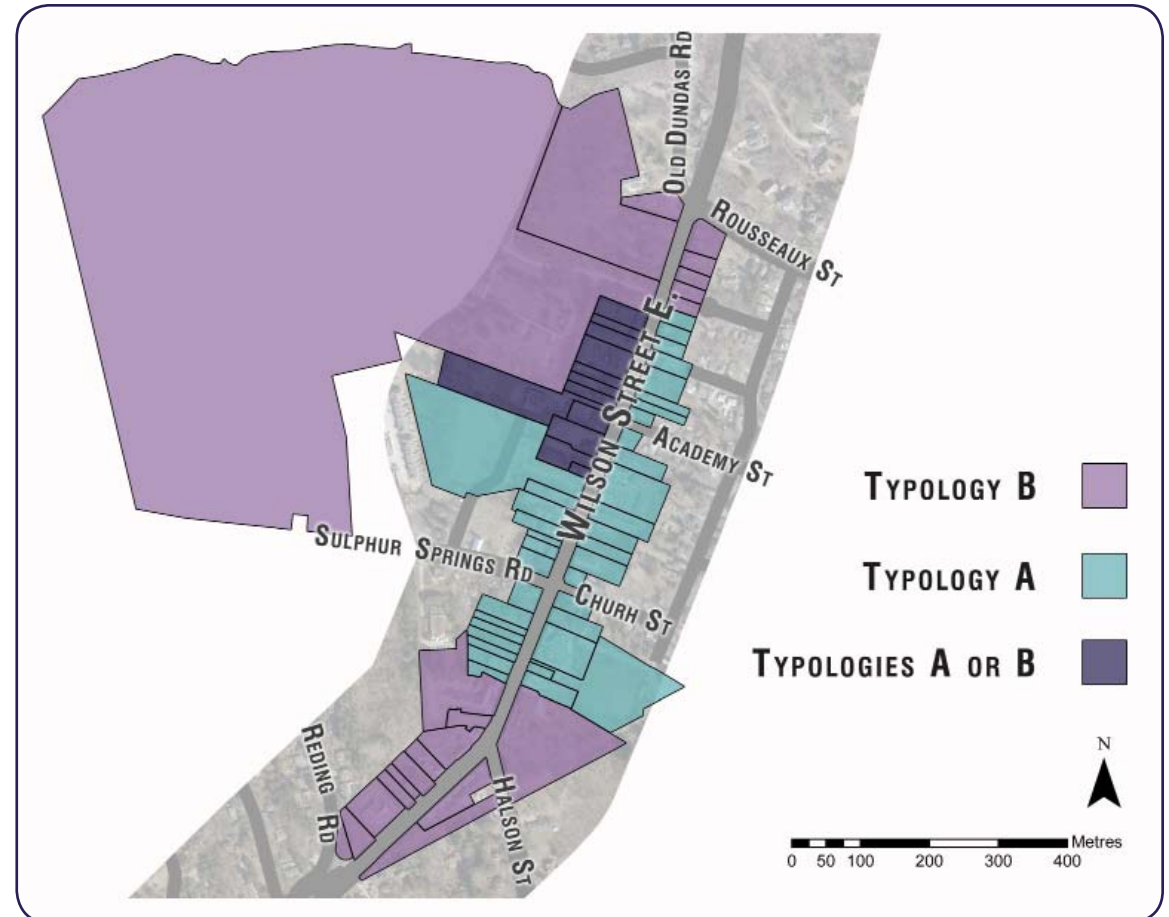 OLD DUNDAS RD
ROUSSEAUX ST
WILSON STREET E.
ACADEMY ST
SULPHUR SPRINGS RD
CHURH ST
REDING RD
HALSON ST
TYPOLOGY B
TYPOLOGY A
TYPOLOGIES A OR B
N
Metres
0 50 100 200 300 400